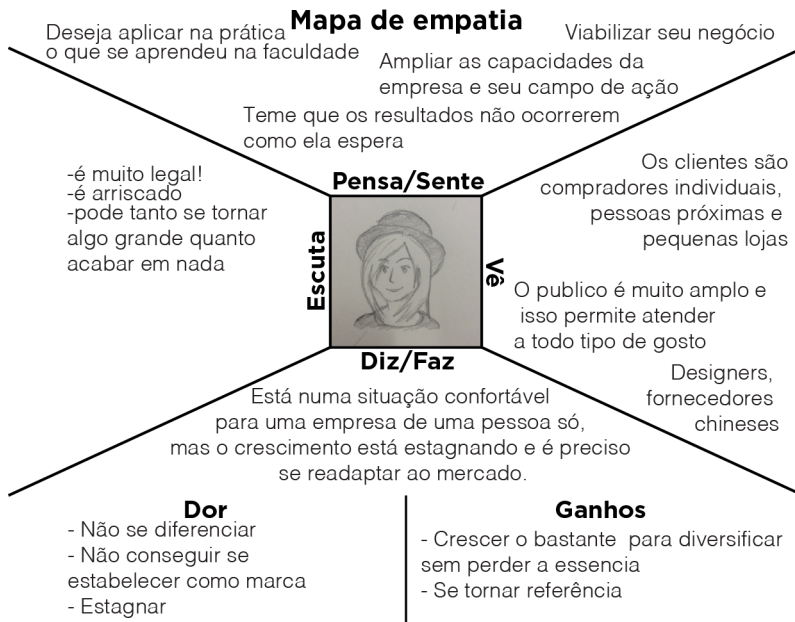 Mapa de empatia
Deseja aplicar na prática
o que se aprendeu na faculdade
Viabilizar seu negócio
Ampliar as capacidades da
empresa e seu campo de ação
Teme que os resultados não ocorrerem
como ela espera
Pensa/Sente
-é muito legal!
-é arriscado
-pode tanto se tornar
algo grande quanto
acabar em nada
Escuta
Vê
Os clientes são
compradores individuais,
pessoas próximas e
pequenas lojas
O publico é muito amplo e
isso permite atender
a todo tipo de gosto
Designers,
fornecedores
chineses
Diz/Faz
Está numa situação confortável
para uma empresa de uma pessoa só,
mas o crescimento está estagnando e é preciso
se readaptar ao mercado.
Dor
- Não se diferenciar
- Não conseguir se
estabelecer como marca
- Estagnar
Ganhos
- Crescer o bastante para diversificar
sem perder a essencia
- Se tornar referência